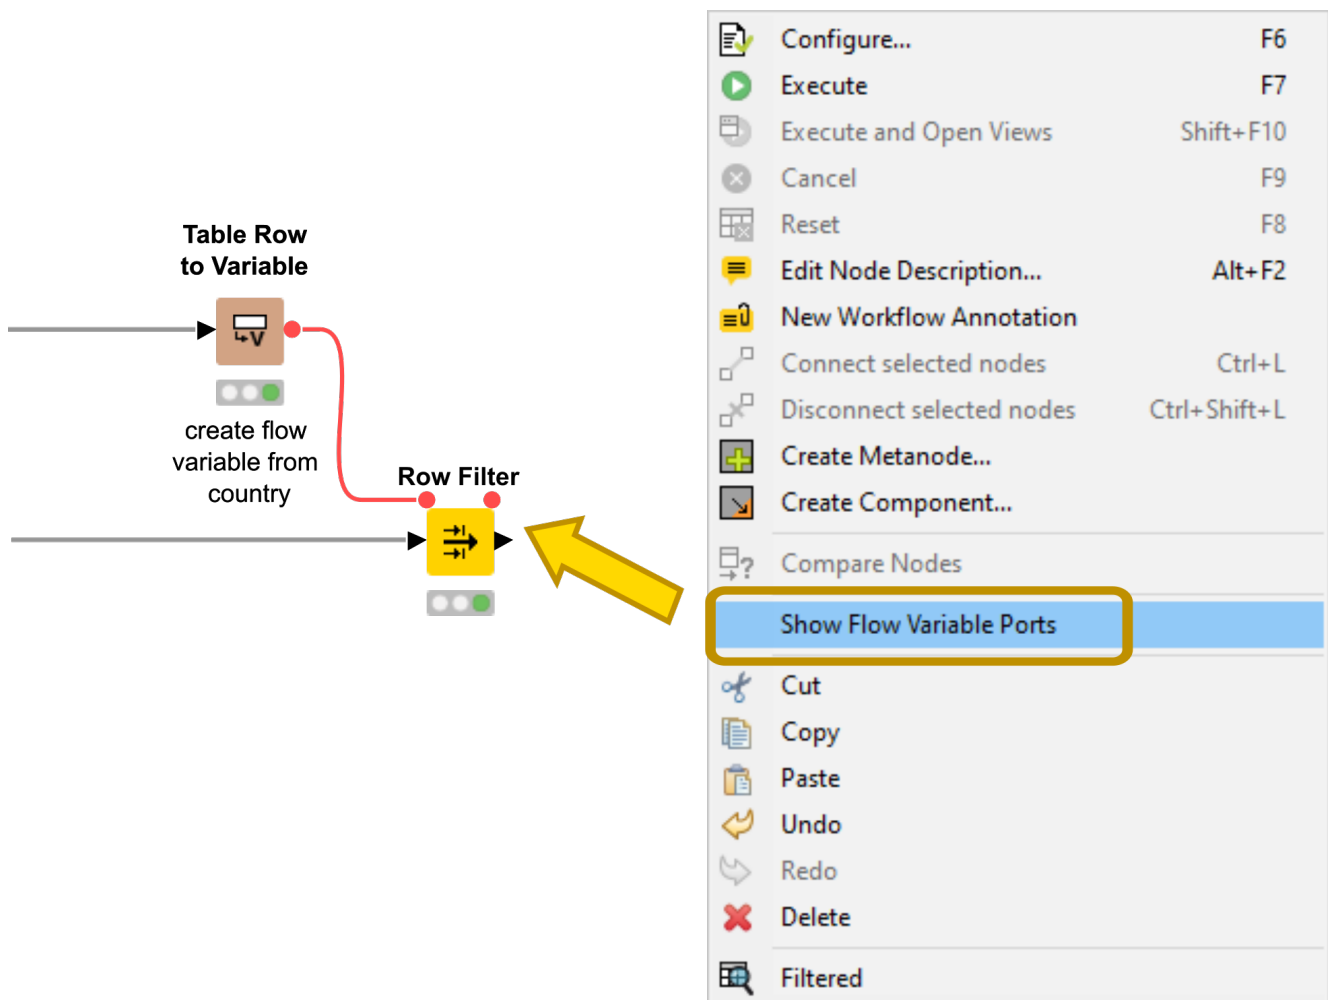 Table Row
to Variable
V
create flow
variable from
country
Row Filter
Configure... F6
Execute F7
Execute and Open Views Shift+F10
Cancel F9
Reset F8
Edit Node Description... Alt+F2
New Workflow Annotation
Connect selected nodes Ctrl+L
Disconnect selected nodes Ctrl+Shift+L
Create Metanode...
Create Component...
? Compare Nodes
Show Flow Variable Ports
Cut
Copy
Paste
Undo
Redo
Delete
Filtered